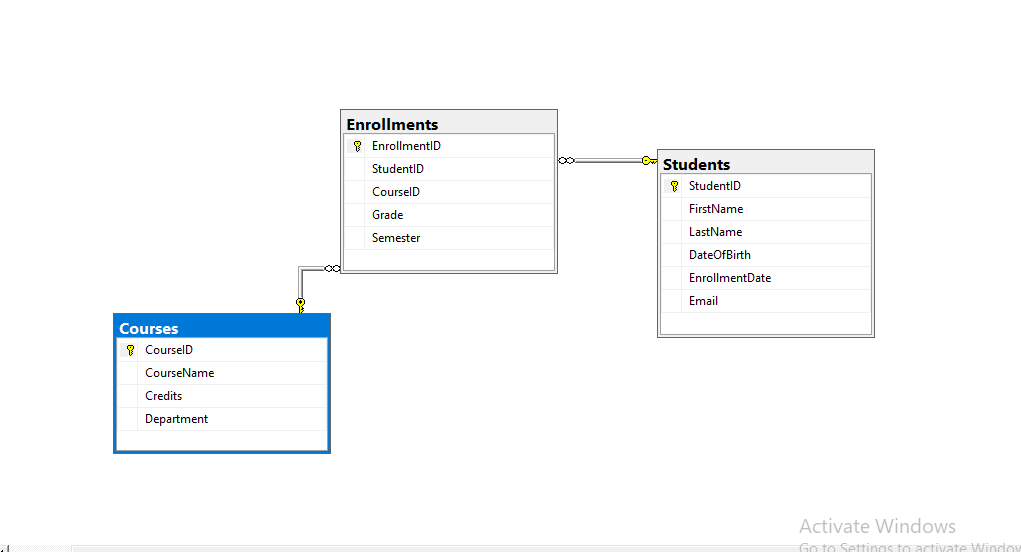 Enrollments
EnrollmentID
StudentID
CourseID
Grade
Semester
Students
StudentID
FirstName
LastName
DateOfBirth
EnrollmentDate
Email
Courses
CourseID
CourseName
Credits
Department
Activate Windows
Go to Settings to activate Window